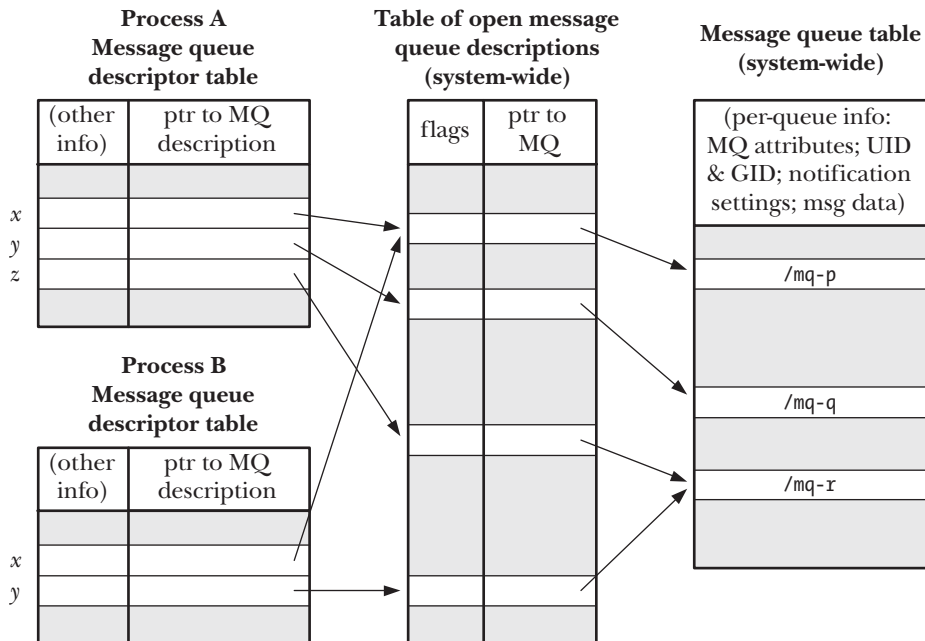 Process A
Message queue
descriptor table
(other
info)
ptr to MQ
description
x
y
z
Process B
Message queue
descriptor table
(other
info)
ptr to MQ
description
x
y
Table of open message
queue descriptions
(system-wide)
flags
ptr to
MQ
Message queue table
(system-wide)
(per-queue info:
MQ attributes; UID
& GID; notification
settings; msg data)
/mq-p
/mq-q
/mq-r